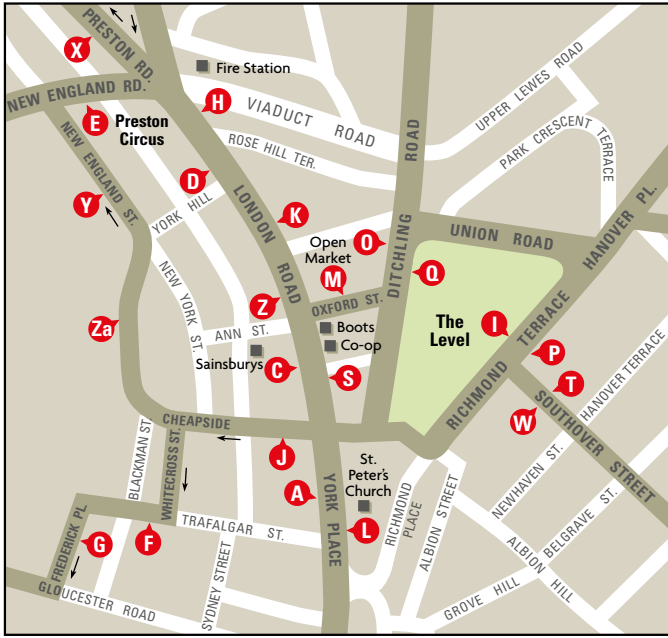 PRESTON RD.
X
Fire Station
NEW ENGLAND RD.
H
VIADUCT ROAD
UPPER LEWES ROAD
E
Preston
Circus
ROSE HILL TER.
PARK CRESCENT TERRACE
NEW ENGLAND ST.
D
Y
YORK HILL
LONDON ROAD
K
DITCHLING ROAD
HANOVER PL.
UNION ROAD
Open
Market
O
M
Q
NEW YORK ST.
Z
OXFORD ST.
Za
ANN ST.
Boots
Co-op
Sainsburys
The
Level
I
RICHMOND TERRACE
P
C
S
T
W
SOUTHOVER STREET
HANOVER TERRACE
CHEAPSIDE
J
BLACKMAN ST.
WHITECROSS ST.
St.
Peter's
Church
A
YORK PLACE
L
RICHMOND
PLACE
ALBION STREET
NEWHAVEN ST.
BELGRAVE ST.
ALBION HILL
FREDERICK PL
G
F
TRAFALGAR ST.
SYDNEY STREET
GLOUCESTER ROAD
GROVE HILL